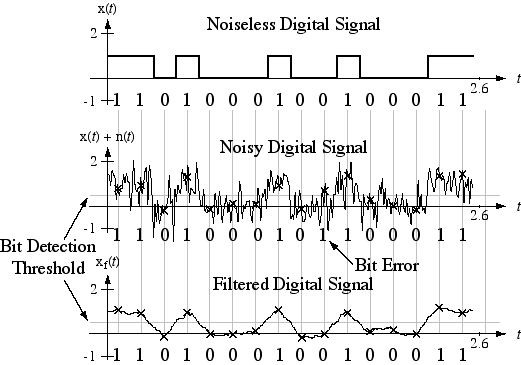 x(t)
Noiseless Digital Signal
2
t
2.6
-1
1 1 0 1 0 0 0 1 0 0 1 0 0 0 1 1
x(t) + n(t)
Noisy Digital Signal
2
t
2.6
-1
1 1 0 1 0 0 0 1 0 1 1 0 0 0 1 1
Bit Detection
Threshold
Bit Error
xf(t)
Filtered Digital Signal
2
t
2.6
-1
1 1 0 1 0 0 0 1 0 0 1 0 0 0 1 1